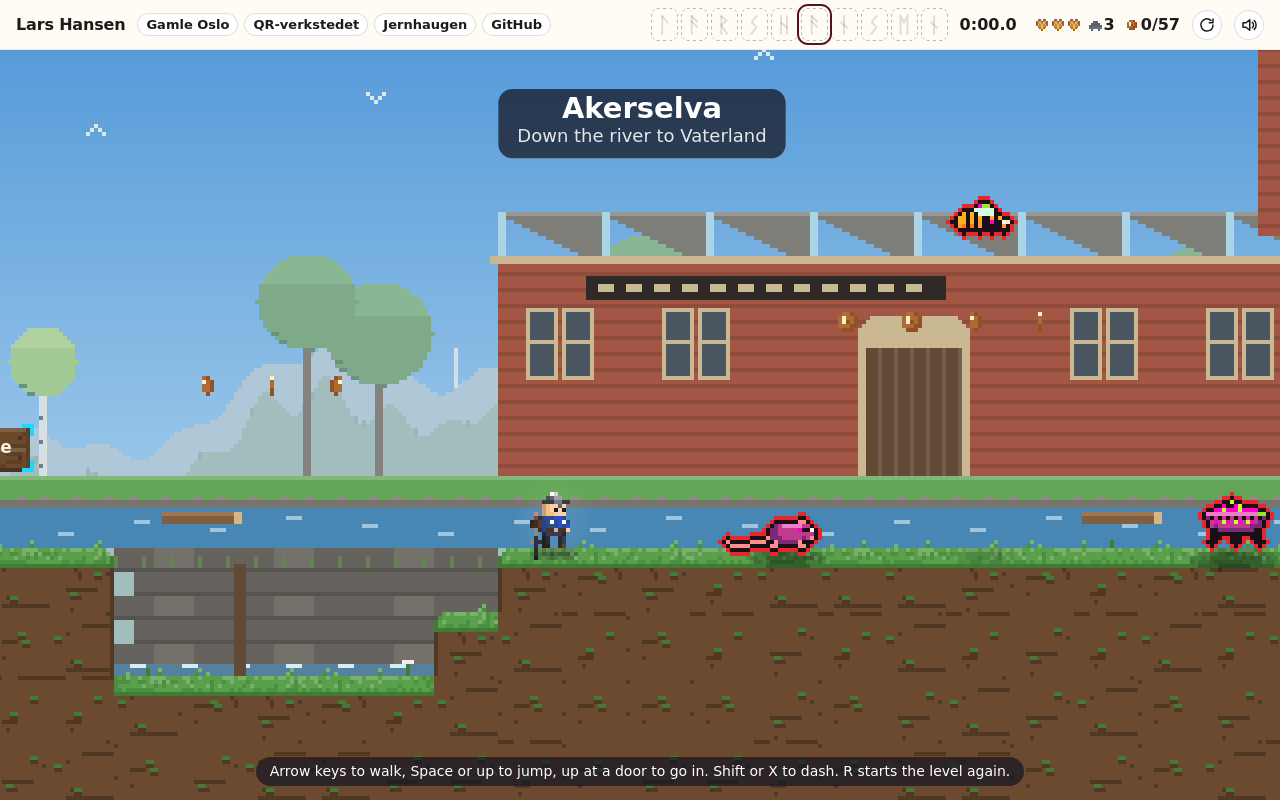 Lars Hansen
Gamle Oslo
QR-verkstedet
Jernhaugen
GitHub
ᛚ ᚨ ᚱ ᛊ ᚺ ᚨ ᚾ ᛊ ᛖ ᚾ
0:00.0
3
0/57
Akerselva
Down the river to Vaterland
e
Arrow keys to walk, Space or up to jump, up at a door to go in. Shift or X to dash. R starts the level again.